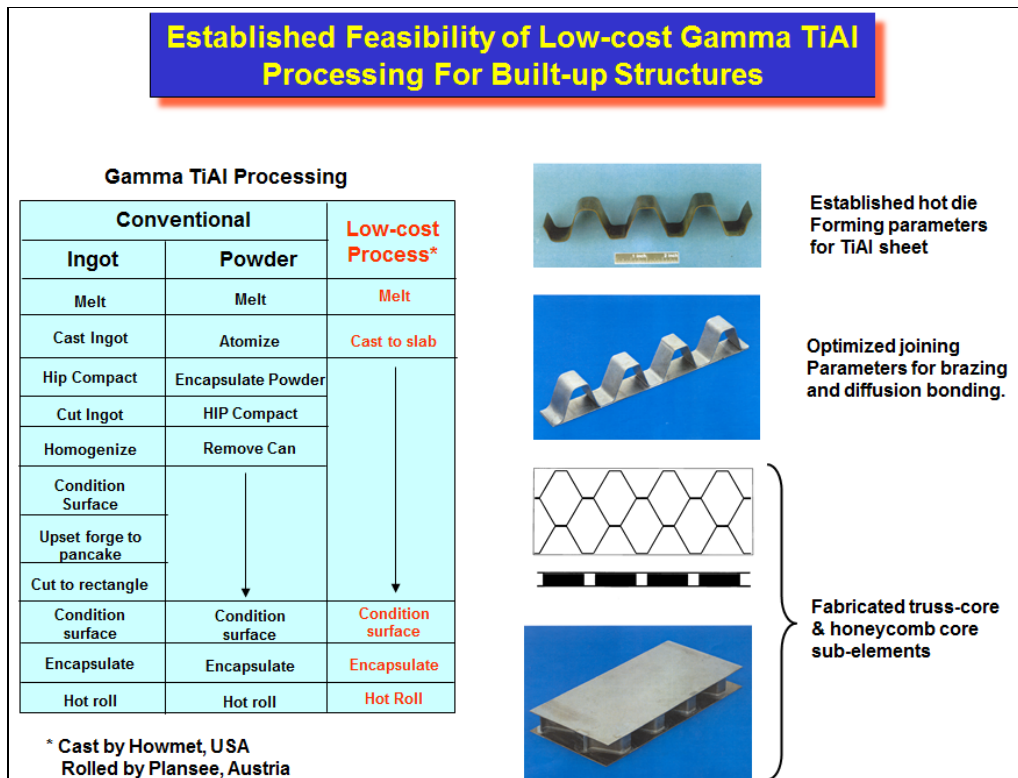 Established Feasibility of Low-cost Gamma TiAl
Processing For Built-up Structures
Gamma TiAl Processing
Conventional
Low-cost
Process*
Ingot
Powder
Melt
Melt
Melt
Cast Ingot
Atomize
Cast to slab
Hip Compact
Encapsulate Powder
Cut Ingot
HIP Compact
Homogenize
Remove Can
Condition
Surface
Upset forge to
pancake
Cut to rectangle
Condition
surface
Condition
surface
Condition
surface
Encapsulate
Encapsulate
Encapsulate
Hot roll
Hot roll
Hot Roll
* Cast by Howmet, USA
Rolled by Plansee, Austria
Established hot die
Forming parameters
for TiAl sheet
Optimized joining
Parameters for brazing
and diffusion bonding.
Fabricated truss-core
& honeycomb core
sub-elements